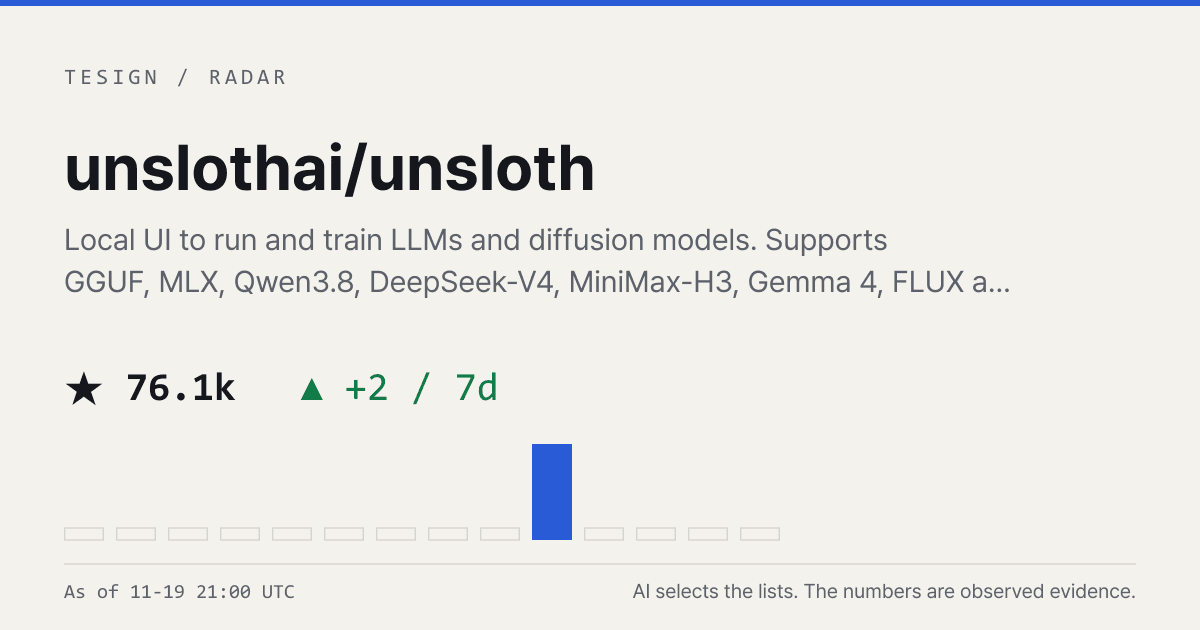 TESIGN / RADAR
unslothai/unsloth
Local UI to run and train LLMs and diffusion models. Supports
GGUF, MLX, Qwen3.8, DeepSeek-V4, MiniMax-H3, Gemma 4, FLUX a...
★ 76.1k ▲ +2 / 7d
As of 11-19 21:00 UTC
AI selects the lists. The numbers are observed evidence.